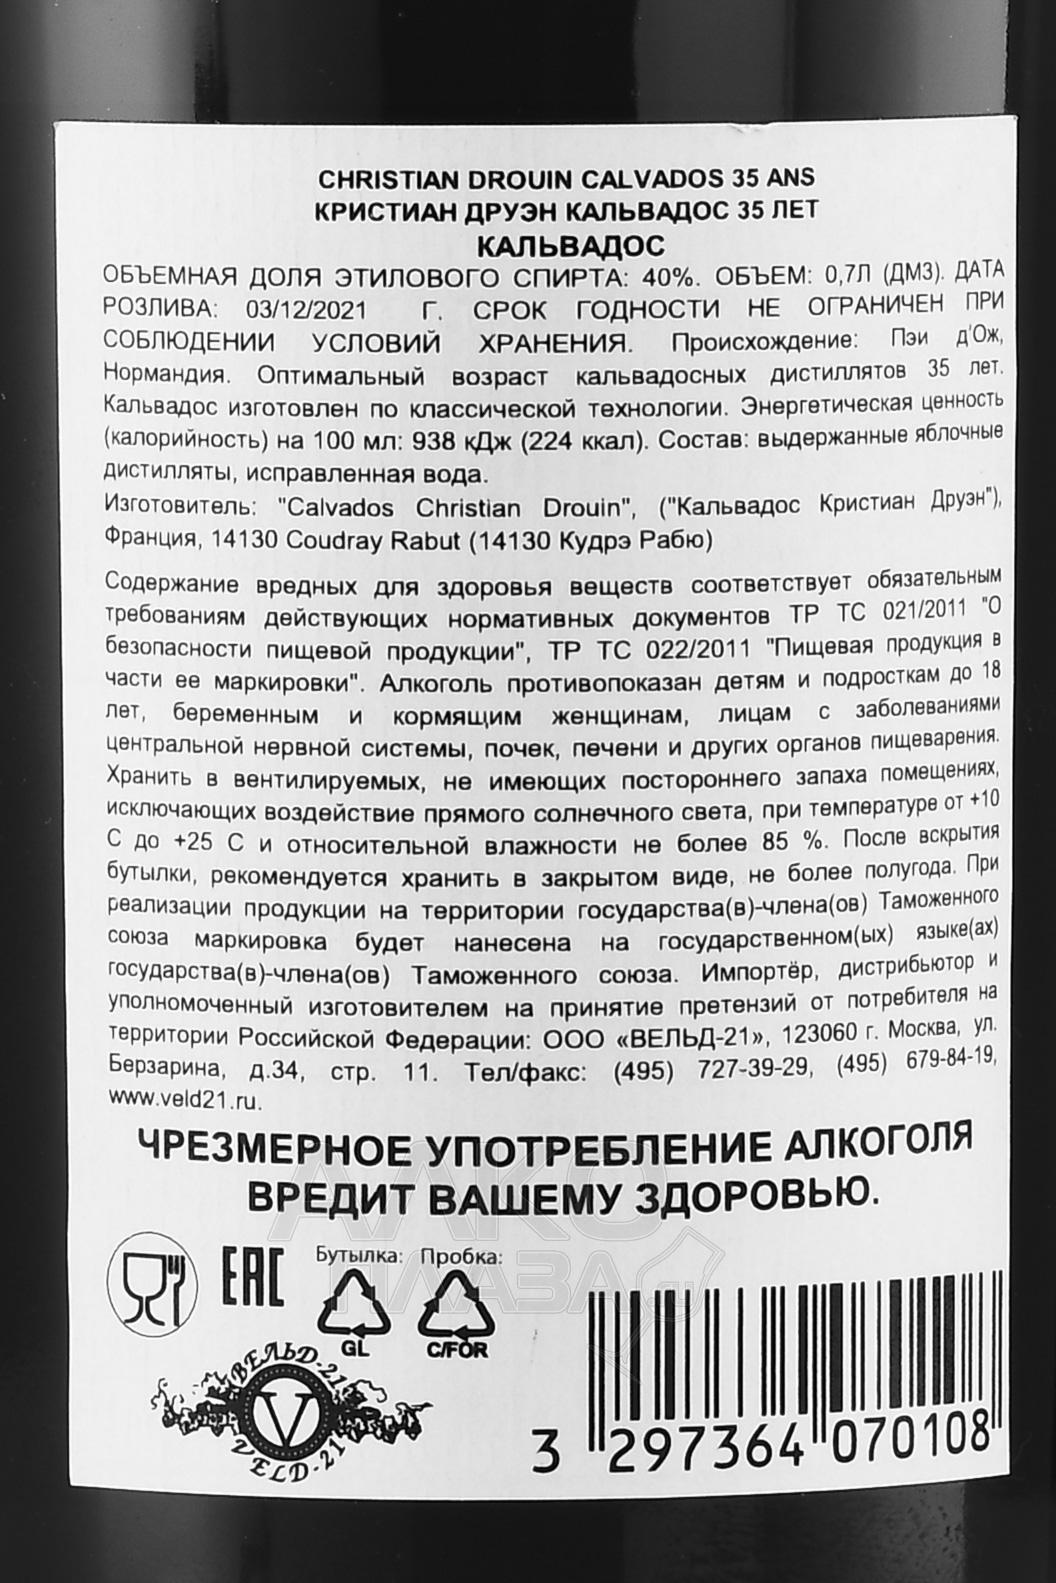 CHRISTIAN DROUIN CALVADOS 35 ANS
КРИСТИАН ДРУЭН КАЛЬВАДОС 35 ЛЕТ
КАЛЬВАДОС
ОБЪЕМНАЯ ДОЛЯ ЭТИЛОВОГО СПИРТА: 40%. ОБЪЕМ: 0,7Л (ДМ3). ДАТА
РОЗЛИВА: 03/12/2021 Г. СРОК ГОДНОСТИ НЕ ОГРАНИЧЕН ПРИ
СОБЛЮДЕНИИ УСЛОВИЙ ХРАНЕНИЯ. Происхождение: Пэи д'Ож,
Нормандия. Оптимальный возраст кальвадосных дистиллятов 35 лет.
Кальвадос изготовлен по классической технологии. Энергетическая ценность
(калорийность) на 100 мл: 938 кДж (224 ккал). Состав: выдержанные яблочные
дистилляты, исправленная вода.
Изготовитель: "Calvados Christian Drouin", ("Кальвадос Кристиан Друэн"),
Франция, 14130 Coudray Rabut (14130 Кудрэ Рабю)
Содержание вредных для здоровья веществ соответствует обязательным
требованиям действующих нормативных документов ТР ТС 021/2011 "О
безопасности пищевой продукции", ТР ТС 022/2011 "Пищевая продукция в
части ее маркировки". Алкоголь противопоказан детям и подросткам до 18
лет, беременным и кормящим женщинам, лицам с заболеваниями
центральной нервной системы, почек, печени и других органов пищеварения.
Хранить в вентилируемых, не имеющих постороннего запаха помещениях,
исключающих воздействие прямого солнечного света, при температуре от +10
С до +25 С и относительной влажности не более 85 %. После вскрытия
бутылки, рекомендуется хранить в закрытом виде, не более полугода. При
реализации продукции на территории государства(в)-члена(ов) Таможенного
союза маркировка будет нанесена на государственном(ых) языке(ах)
государства(в)-члена(ов) Таможенного союза. Импортёр, дистрибьютор и
уполномоченный изготовителем на принятие претензий от потребителя на
территории Российской Федерации: ООО «ВЕЛЬД-21», 123060 г. Москва, ул.
Берзарина, д.34, стр. 11. Тел/факс: (495) 727-39-29, (495) 679-84-19,
www.veld21.ru.
ЧРЕЗМЕРНОЕ УПОТРЕБЛЕНИЕ АЛКОГОЛЯ
ВРЕДИТ ВАШЕМУ ЗДОРОВЬЮ.
АЛКО
ПЛАЗА.ru
EAC
Бутылка: Пробка:
GL C/FOR
ВЕЛЬД-21
V
VELD-21
3 297364 070108